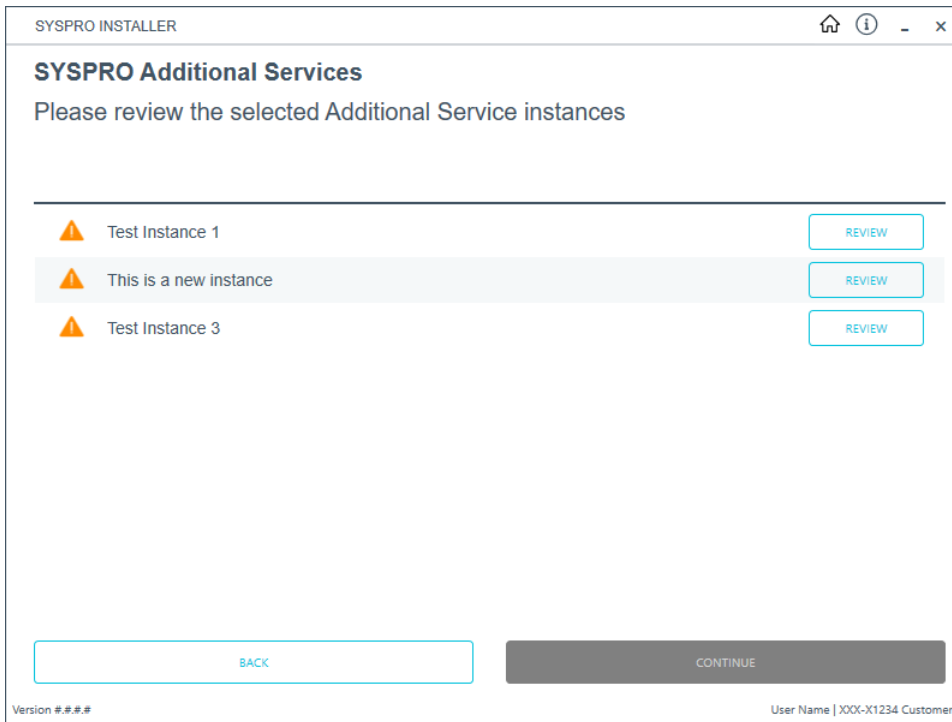 SYSPRO INSTALLER
SYSPRO Additional Services
Please review the selected Additional Service instances
Test Instance 1 REVIEW
This is a new instance REVIEW
Test Instance 3 REVIEW
BACK CONTINUE
Version #.#.#.# User Name | XXX-X1234 Customer